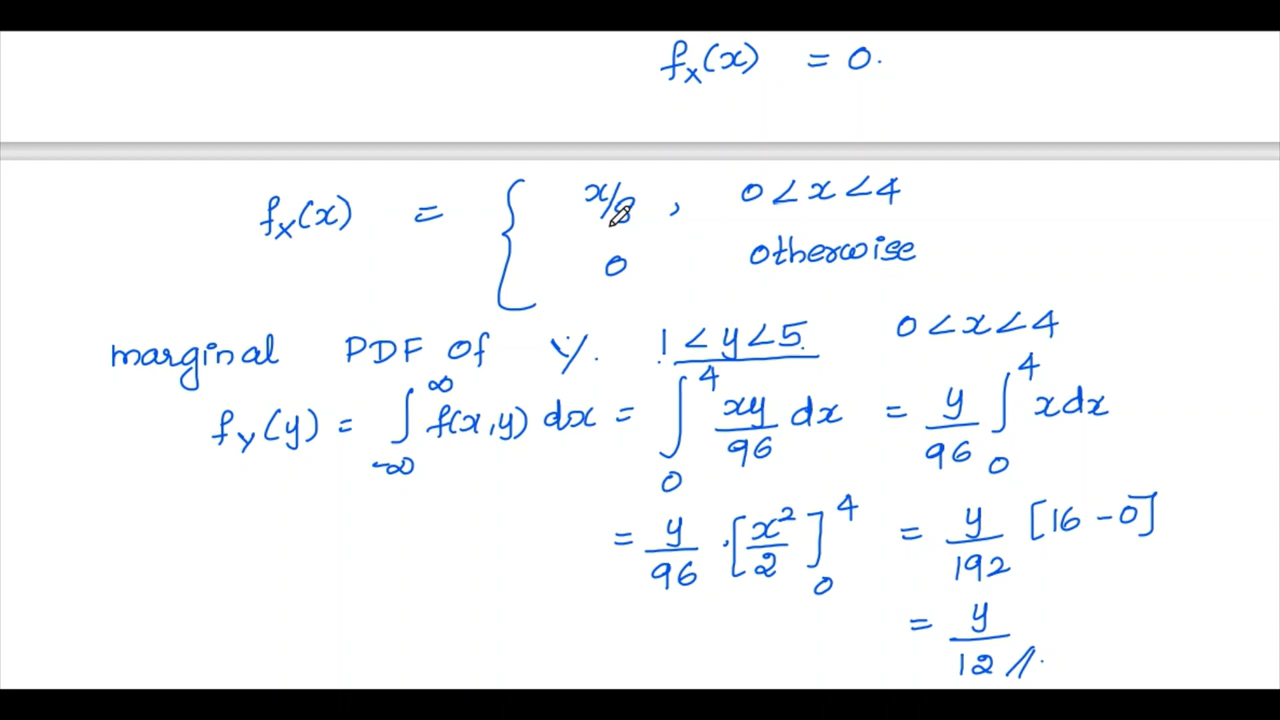 fₓ(x) = 0.
fₓ(x) = { x/8 , 0 < x < 4
0 otherwise
marginal PDF of Y. 1 < y < 5. 0 < x < 4
f_Y(y) = ∫_{-∞}^{∞} f(x,y) dx = ∫_0^4 xy/96 dx = y/96 ∫_0^4 x dx
= y/96 · [x²/2]_0^4 = y/192 [16 - 0]
= y/12 //.